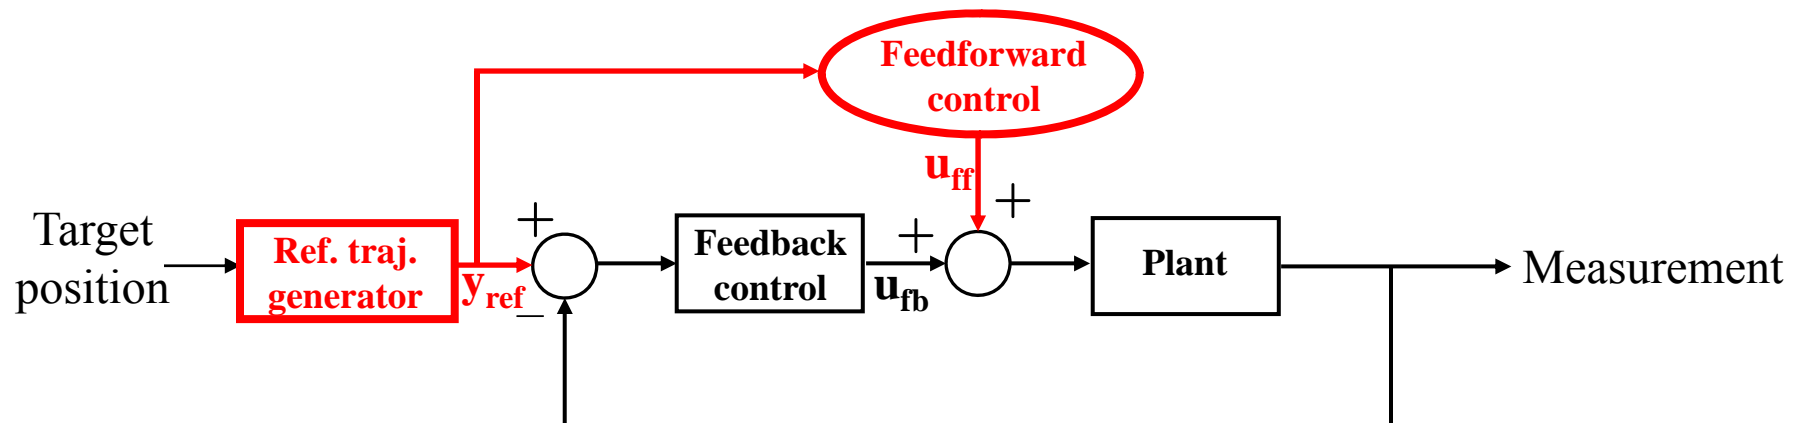 Feedforward
control
u_ff
+
Target
position
Ref. traj.
generator
y_ref
+
−
Feedback
control
+
u_fb
Plant
Measurement